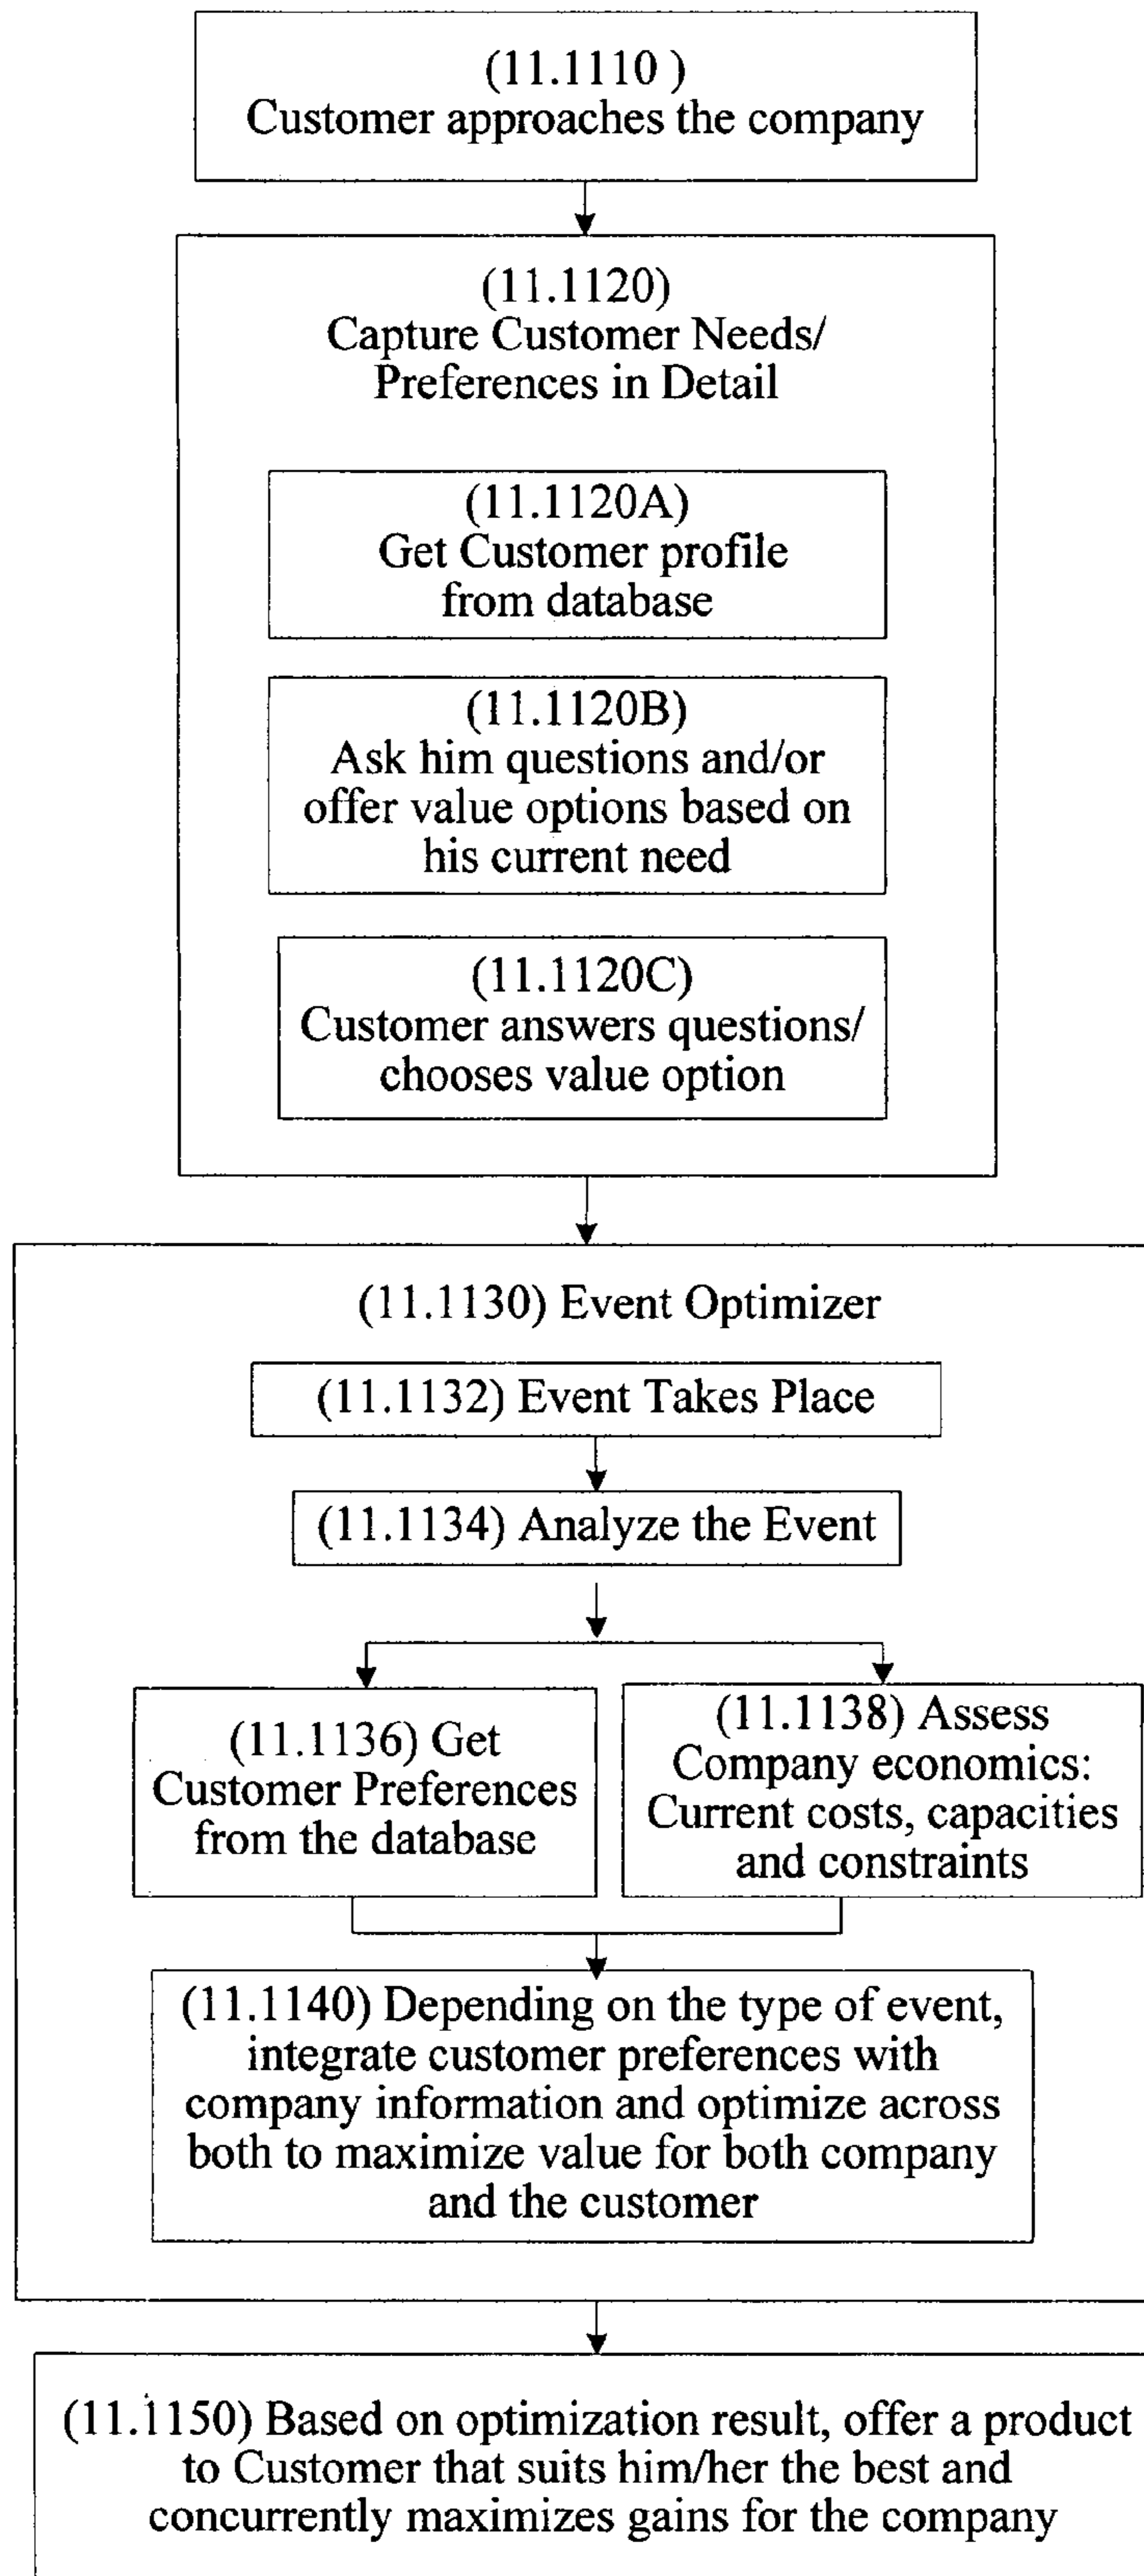 (11.1110 )
Customer approaches the company
(11.1120)
Capture Customer Needs/
Preferences in Detail
(11.1120A)
Get Customer profile
from database
(11.1120B)
Ask him questions and/or
offer value options based on
his current need
(11.1120C)
Customer answers questions/
chooses value option
(11.1130) Event Optimizer
(11.1132) Event Takes Place
(11.1134) Analyze the Event
(11.1136) Get
Customer Preferences
from the database
(11.1138) Assess
Company economics:
Current costs, capacities
and constraints
(11.1140) Depending on the type of event,
integrate customer preferences with
company information and optimize across
both to maximize value for both company
and the customer
(11.1150) Based on optimization result, offer a product
to Customer that suits him/her the best and
concurrently maximizes gains for the company